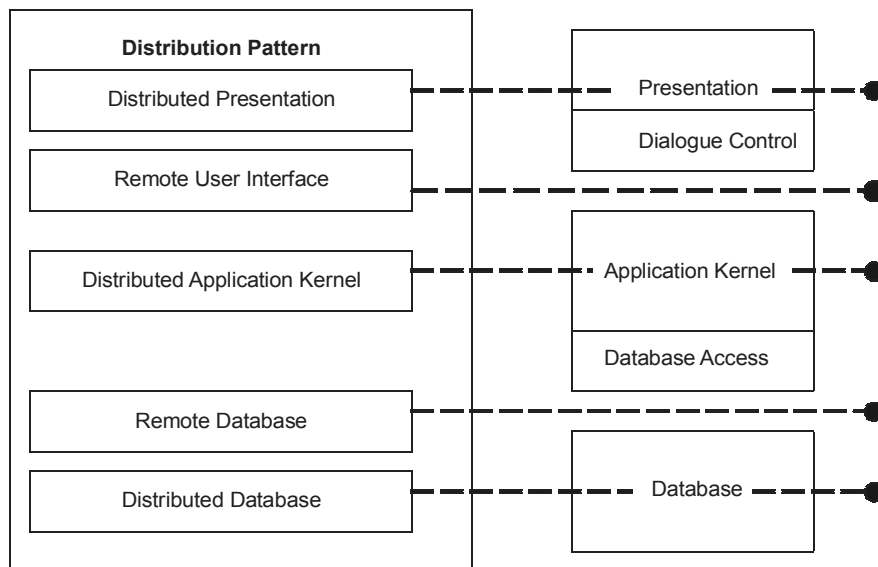 Distribution Pattern
Distributed Presentation
Presentation
Dialogue Control
Remote User Interface
Distributed Application Kernel
Application Kernel
Database Access
Remote Database
Distributed Database
Database